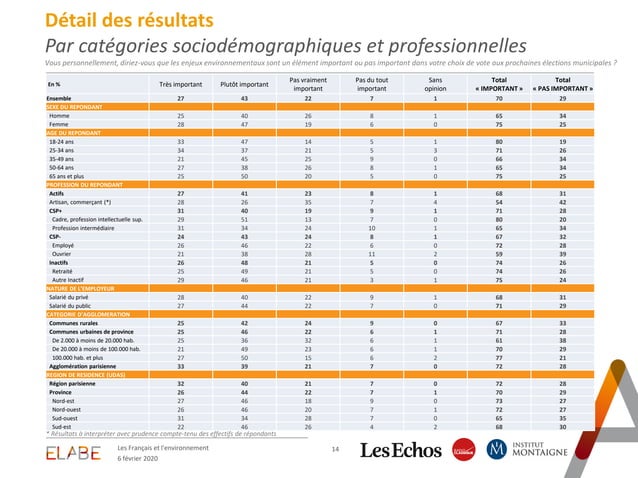 Détail des résultats
Par catégories sociodémographiques et professionnelles
Vous personnellement, diriez-vous que les enjeux environnementaux sont un élément important ou pas important dans votre choix de vote aux prochaines élections municipales ?
En % Très important Plutôt important Pas vraiment important Pas du tout important Sans opinion Total « IMPORTANT » Total « PAS IMPORTANT »
Ensemble 27 43 22 7 1 70 29
SEXE DU REPONDANT
Homme 25 40 26 8 1 65 34
Femme 28 47 19 6 0 75 25
AGE DU REPONDANT
18-24 ans 33 47 14 5 1 80 19
25-34 ans 34 37 21 5 3 71 26
35-49 ans 21 45 25 9 0 66 34
50-64 ans 27 38 26 8 1 65 34
65 ans et plus 25 50 20 5 0 75 25
PROFESSION DU REPONDANT
Actifs 27 41 23 8 1 68 31
Artisan, commerçant (*) 28 26 35 7 4 54 42
CSP+ 31 40 19 9 1 71 28
Cadre, profession intellectuelle sup. 29 51 13 7 0 80 20
Profession intermédiaire 31 34 24 10 1 65 34
CSP- 24 43 24 8 1 67 32
Employé 26 46 22 6 0 72 28
Ouvrier 21 38 28 11 2 59 39
Inactifs 26 48 21 5 0 74 26
Retraité 25 49 21 5 0 74 26
Autre inactif 29 46 21 3 1 75 24
NATURE DE L'EMPLOYEUR
Salarié du privé 28 40 22 9 1 68 31
Salarié du public 27 44 22 7 0 71 29
CATEGORIE D'AGGLOMERATION
Communes rurales 25 42 24 9 0 67 33
Communes urbaines de province 25 46 22 6 1 71 28
De 2.000 à moins de 20.000 hab. 25 36 32 6 1 61 38
De 20.000 à moins de 100.000 hab. 21 49 23 6 1 70 29
100.000 hab. et plus 27 50 15 6 2 77 21
Agglomération parisienne 33 39 21 7 0 72 28
REGION DE RESIDENCE (UDA5)
Région parisienne 32 40 21 7 0 72 28
Province 26 44 22 7 1 70 29
Nord-est 27 46 18 9 0 73 27
Nord-ouest 26 46 20 7 1 72 27
Sud-ouest 31 34 28 7 0 65 35
Sud-est 22 46 26 4 2 68 30
* Résultats à interpréter avec prudence compte-tenu des effectifs de répondants
ELABE
Les Français et l'environnement
6 février 2020
14
Les Echos
RADIO CLASSIQUE
INSTITUT MONTAIGNE